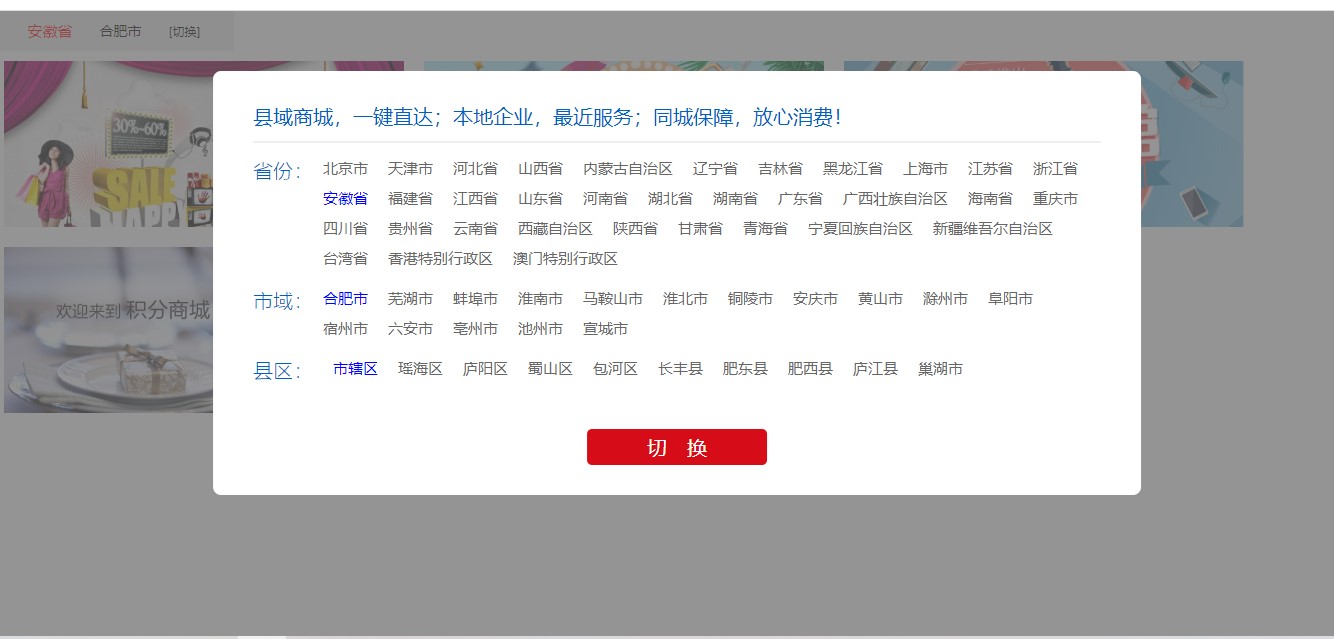 安徽省 合肥市 [切换]
30%~60%
SALE
HAPPY
县域商城，一键直达；本地企业，最近服务；同城保障，放心消费！
省份： 北京市 天津市 河北省 山西省 内蒙古自治区 辽宁省 吉林省 黑龙江省 上海市 江苏省 浙江省
安徽省 福建省 江西省 山东省 河南省 湖北省 湖南省 广东省 广西壮族自治区 海南省 重庆市
四川省 贵州省 云南省 西藏自治区 陕西省 甘肃省 青海省 宁夏回族自治区 新疆维吾尔自治区
台湾省 香港特别行政区 澳门特别行政区
市域： 合肥市 芜湖市 蚌埠市 淮南市 马鞍山市 淮北市 铜陵市 安庆市 黄山市 滁州市 阜阳市
宿州市 六安市 亳州市 池州市 宣城市
县区： 市辖区 瑶海区 庐阳区 蜀山区 包河区 长丰县 肥东县 肥西县 庐江县 巢湖市
欢迎来到 积分商城
切 换